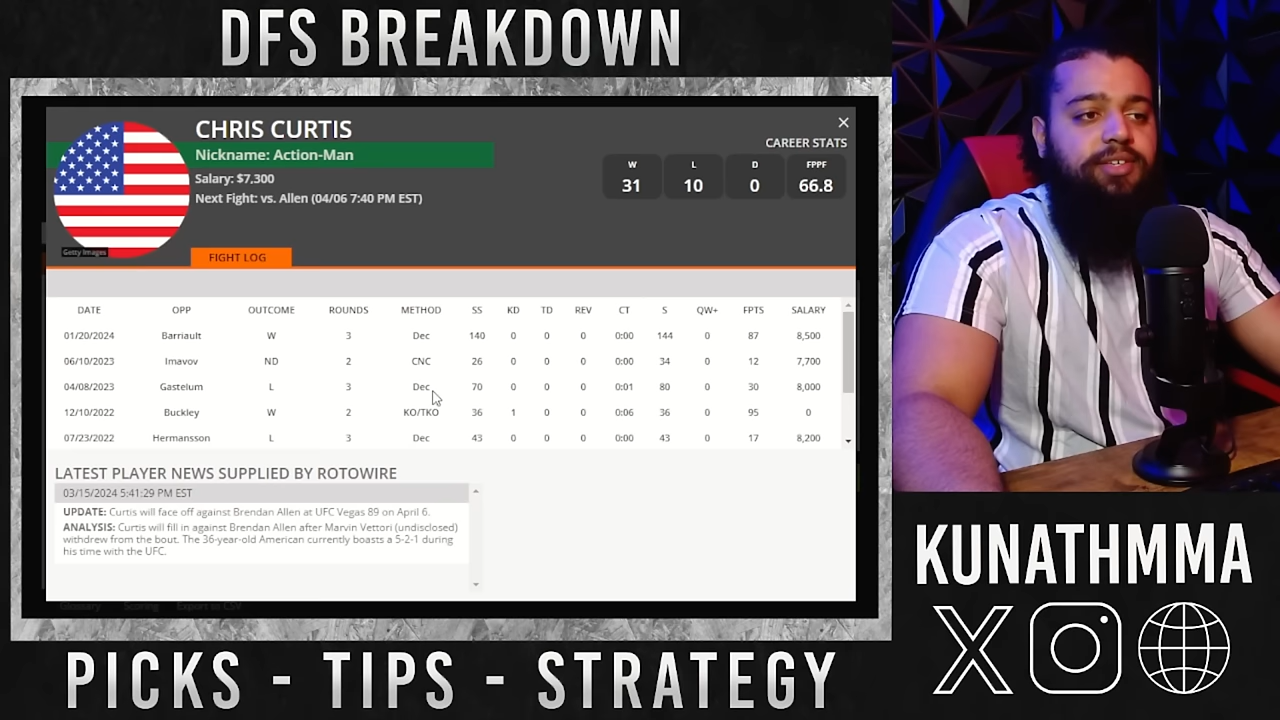 DFS BREAKDOWN
CHRIS CURTIS
Nickname: Action-Man
Salary: $7,300
Next Fight: vs. Allen (04/06 7:40 PM EST)
Getty Images
×
CAREER STATS
W L D FPPF
31 10 0 66.8
FIGHT LOG
DATE OPP OUTCOME ROUNDS METHOD SS KD TD REV CT S QW+ FPTS SALARY
01/20/2024 Barriault W 3 Dec 140 0 0 0 0:00 144 0 87 8,500
06/10/2023 Imavov ND 2 CNC 26 0 0 0 0:00 34 0 12 7,700
04/08/2023 Gastelum L 3 Dec 70 0 0 0 0:01 80 0 30 8,000
12/10/2022 Buckley W 2 KO/TKO 36 1 0 0 0:06 36 0 95 0
07/23/2022 Hermansson L 3 Dec 43 0 0 0 0:00 43 0 17 8,200
LATEST PLAYER NEWS SUPPLIED BY ROTOWIRE
03/15/2024 5:41:29 PM EST
UPDATE: Curtis will face off against Brendan Allen at UFC Vegas 89 on April 6.
ANALYSIS: Curtis will fill in against Brendan Allen after Marvin Vettori (undisclosed)
withdrew from the bout. The 36-year-old American currently boasts a 5-2-1 during
his time with the UFC.
Glossary Scoring Export to CSV
KUNATHMMA
PICKS - TIPS - STRATEGY